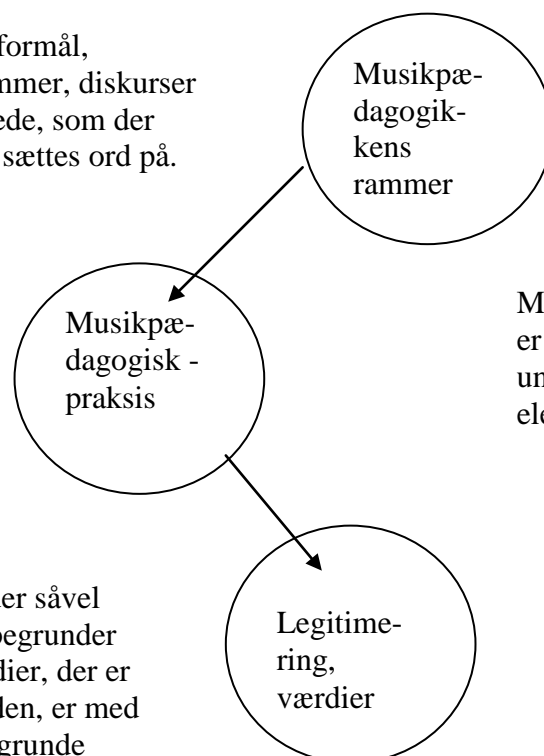 formål,
mmer, diskurser
ede, som der
sættes ord på.
Musikpæ-
dagogik-
kens
rammer
Musikpæ-
dagogisk -
praksis
M
er
un
ele
er såvel
begrunder
dier, der er
den, er med
grunde
Legitime-
ring,
værdier